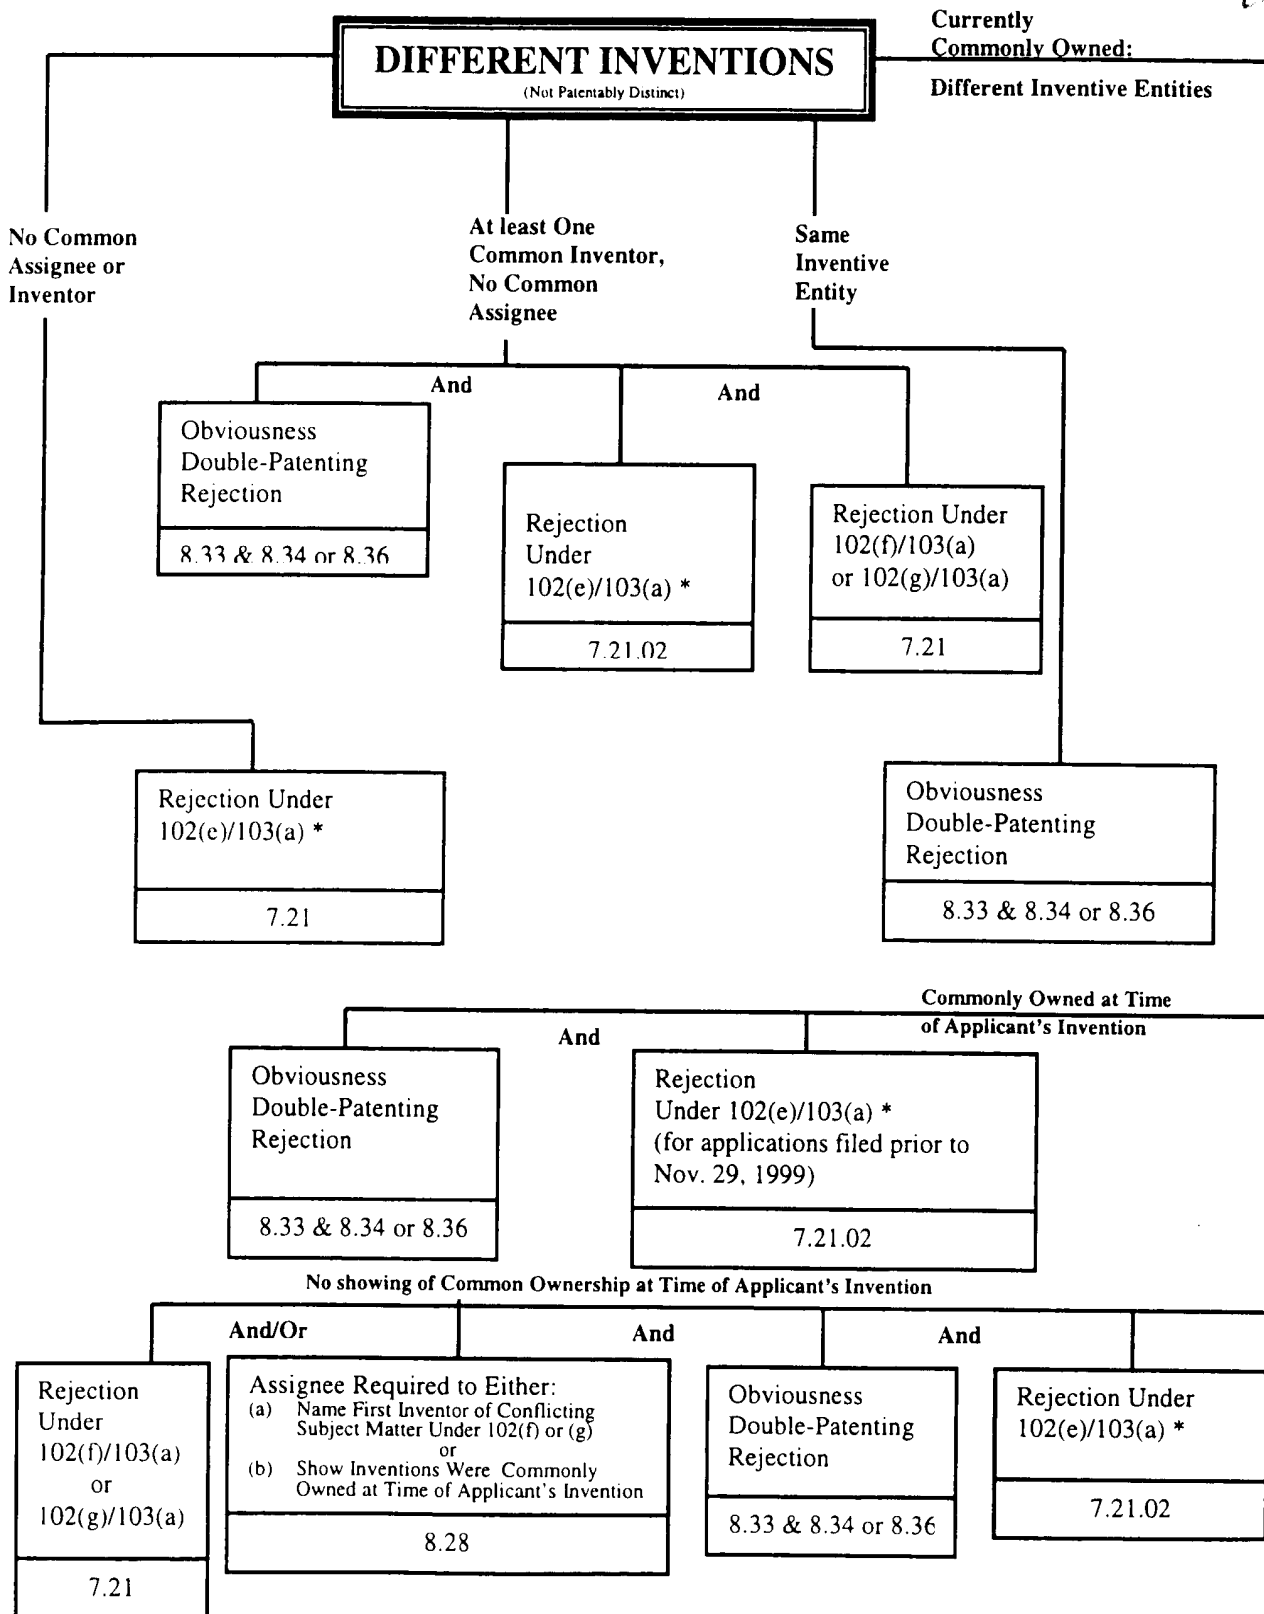 Currently
Commonly Owned:
DIFFERENT INVENTIONS
(Not Patentably Distinct)
Different Inventive Entities
No Common
Assignee or
Inventor
At least One
Common Inventor,
No Common
Assignee
Same
Inventive
Entity
And
And
Obviousness
Double-Patenting
Rejection
8.33 & 8.34 or 8.36
Rejection
Under
102(e)/103(a) *
7.21.02
Rejection Under
102(f)/103(a)
or 102(g)/103(a)
7.21
Rejection Under
102(e)/103(a) *
7.21
Obviousness
Double-Patenting
Rejection
8.33 & 8.34 or 8.36
Commonly Owned at Time
of Applicant's Invention
And
Obviousness
Double-Patenting
Rejection
8.33 & 8.34 or 8.36
Rejection
Under 102(e)/103(a) *
(for applications filed prior to
Nov. 29, 1999)
7.21.02
No showing of Common Ownership at Time of Applicant's Invention
And/Or
And
And
Rejection
Under
102(f)/103(a)
or
102(g)/103(a)
7.21
Assignee Required to Either:
(a) Name First Inventor of Conflicting
Subject Matter Under 102(f) or (g)
or
(b) Show Inventions Were Commonly
Owned at Time of Applicant's Invention
8.28
Obviousness
Double-Patenting
Rejection
8.33 & 8.34 or 8.36
Rejection Under
102(e)/103(a) *
7.21.02